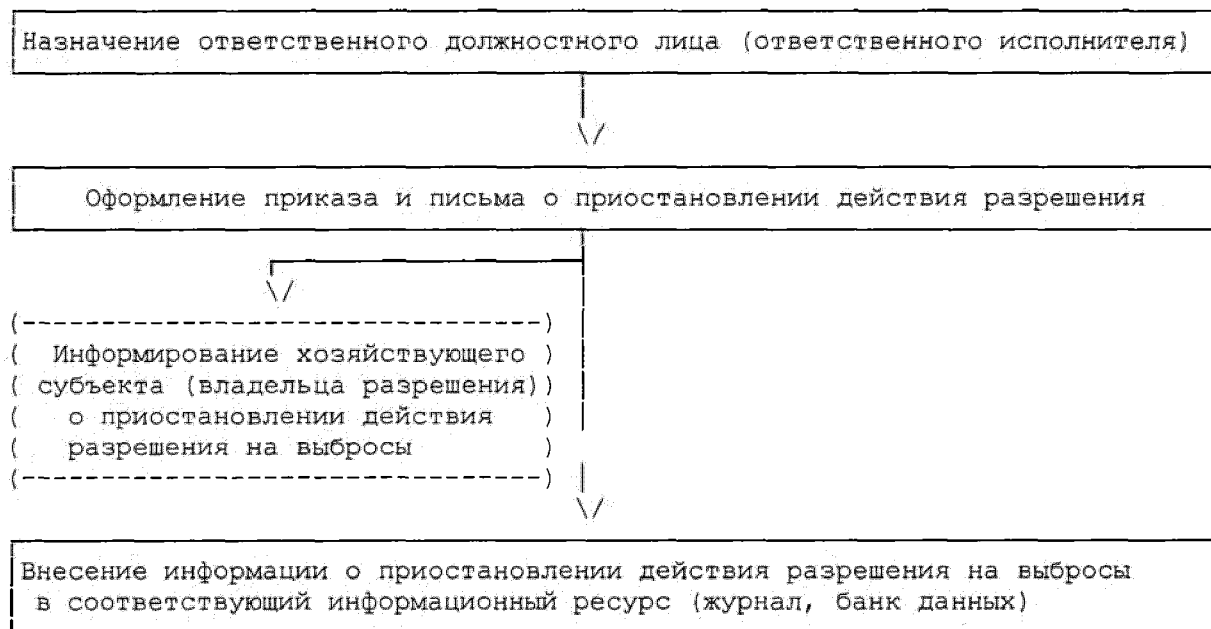 Назначение ответственного должностного лица (ответственного исполнителя)
Оформление приказа и письма о приостановлении действия разрешения
Информирование хозяйствующего
субъекта (владельца разрешения)
о приостановлении действия
разрешения на выбросы
Внесение информации о приостановлении действия разрешения на выбросы
в соответствующий информационный ресурс (журнал, банк данных)